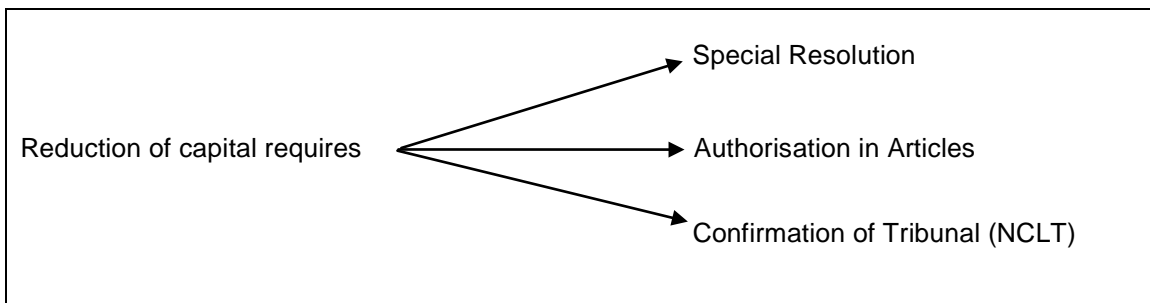 Special Resolution
Reduction of capital requires
Authorisation in Articles
Confirmation of Tribunal (NCLT)